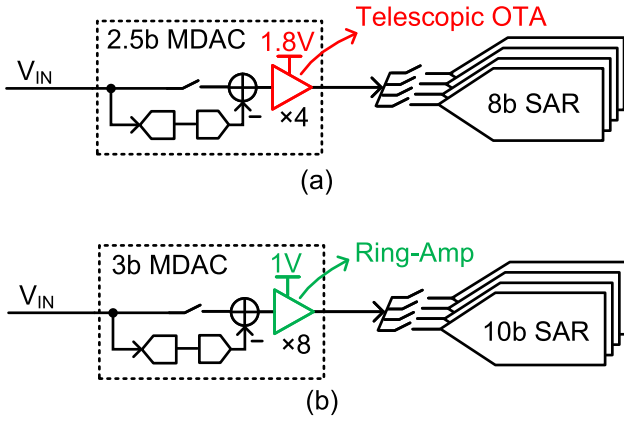 Telescopic OTA
2.5b MDAC
1.8V
V_IN
×4
8b SAR
(a)
3b MDAC
1V
Ring-Amp
V_IN
×8
10b SAR
(b)